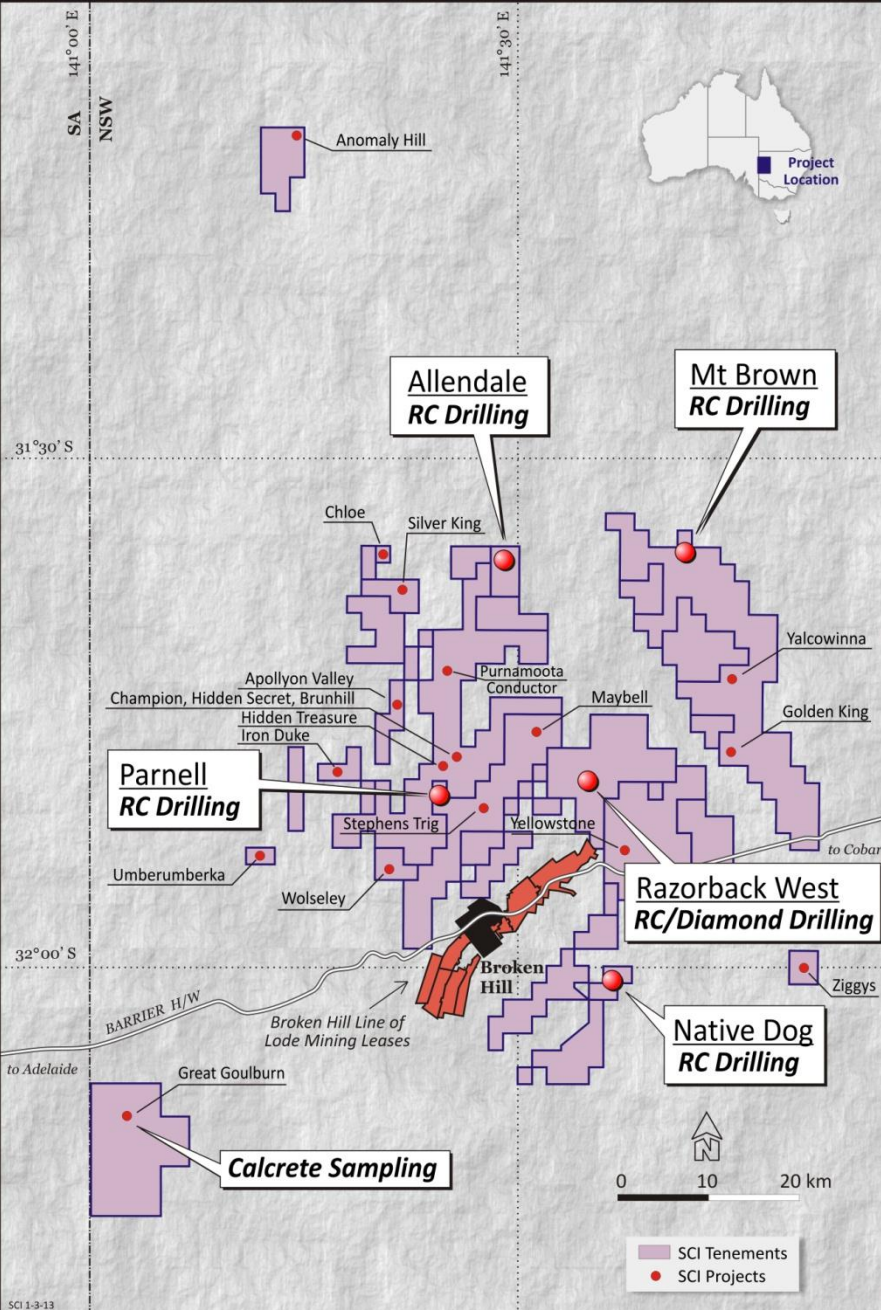 141°00' E
141°30' E
SA
NSW
Anomaly Hill
Project
Location
Allendale
RC Drilling
Mt Brown
RC Drilling
31°30' S
Chloe
Silver King
Yalcowinna
Apollyon Valley
Purnamoota
Conductor
Champion, Hidden Secret, Brunhill
Maybell
Hidden Treasure
Golden King
Iron Duke
Parnell
RC Drilling
Stephens Trig
Yellowstone
to Cobar
Umberumberka
Wolseley
Razorback West
RC/Diamond Drilling
32°00' S
Broken
Hill
Ziggys
BARRIER H/W
Broken Hill Line of
Lode Mining Leases
Native Dog
RC Drilling
to Adelaide
Great Goulburn
Calcrete Sampling
N
0 10 20 km
SCI Tenements
SCI Projects
SCI 1-3-13